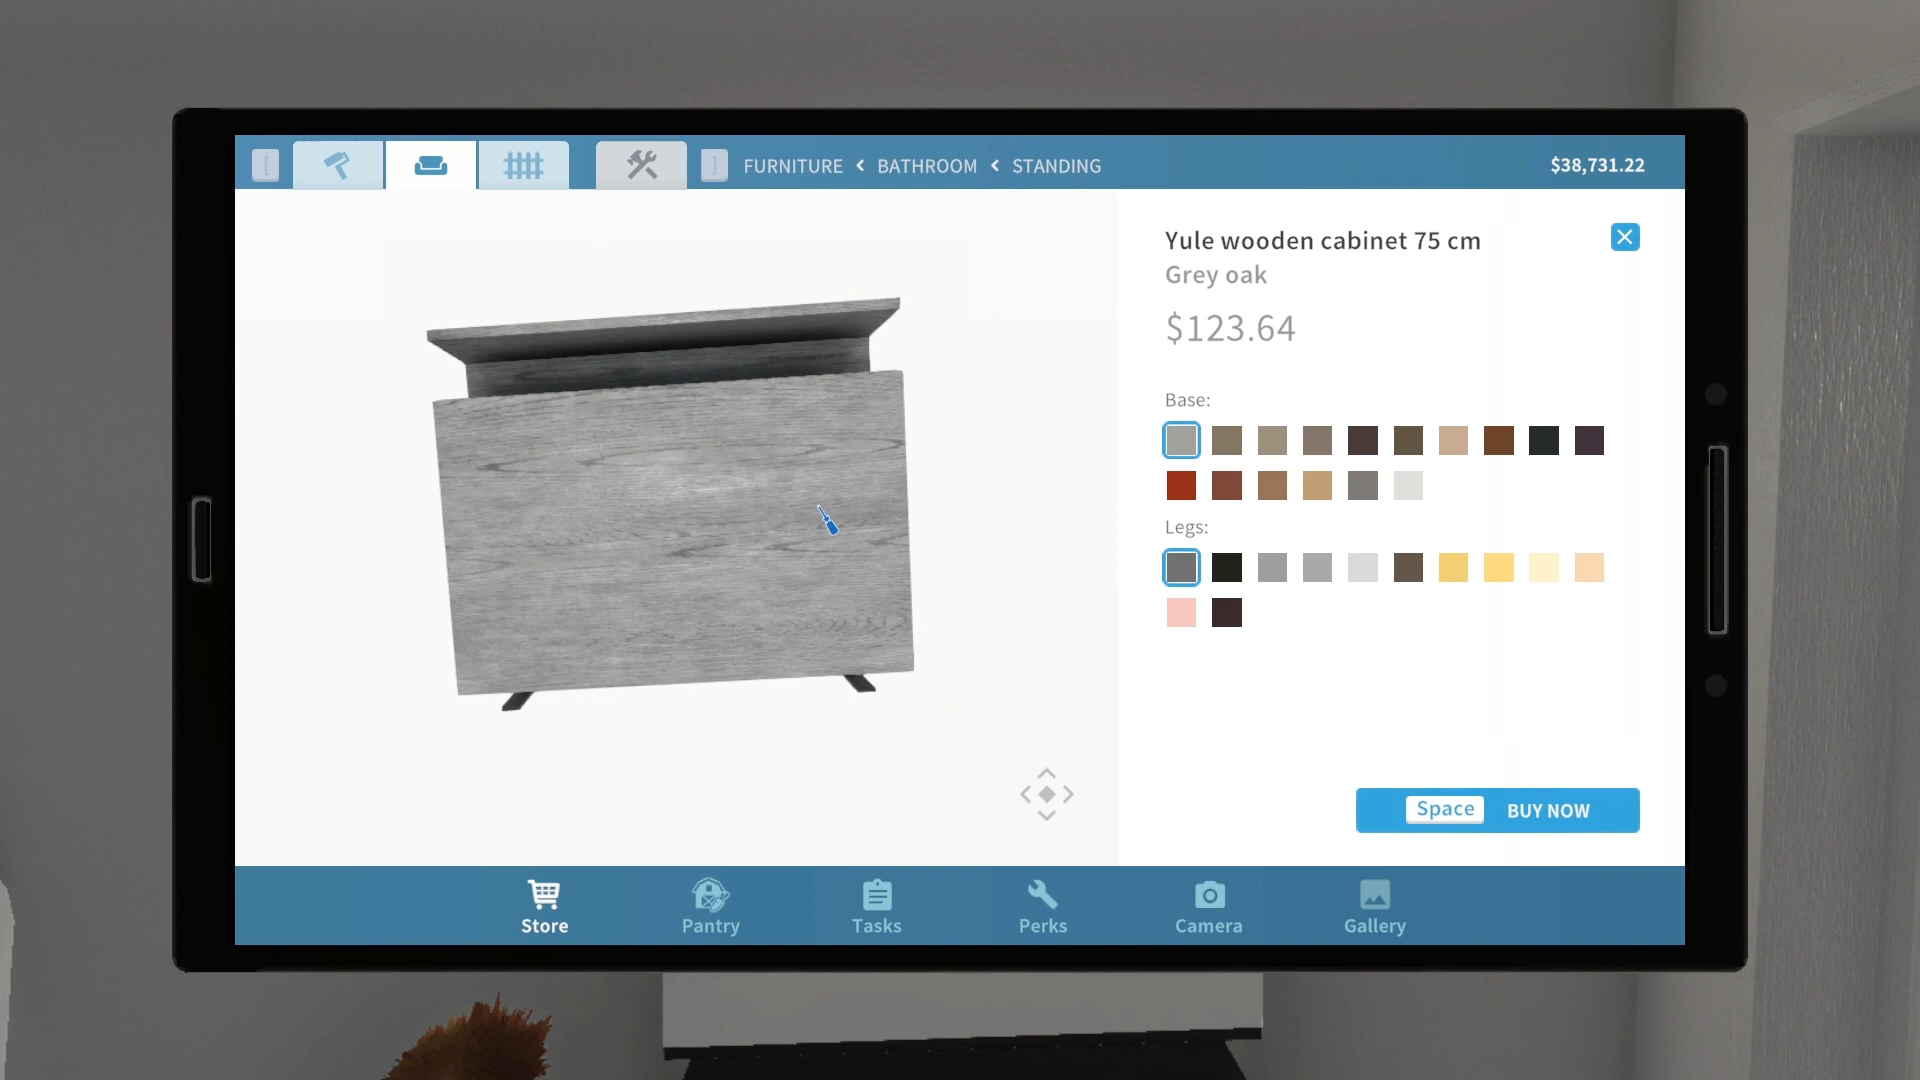 [
]
FURNITURE < BATHROOM < STANDING
$38,731.22
Yule wooden cabinet 75 cm
Grey oak
$123.64
Base:
Legs:
Space BUY NOW
Store
Pantry
Tasks
Perks
Camera
Gallery